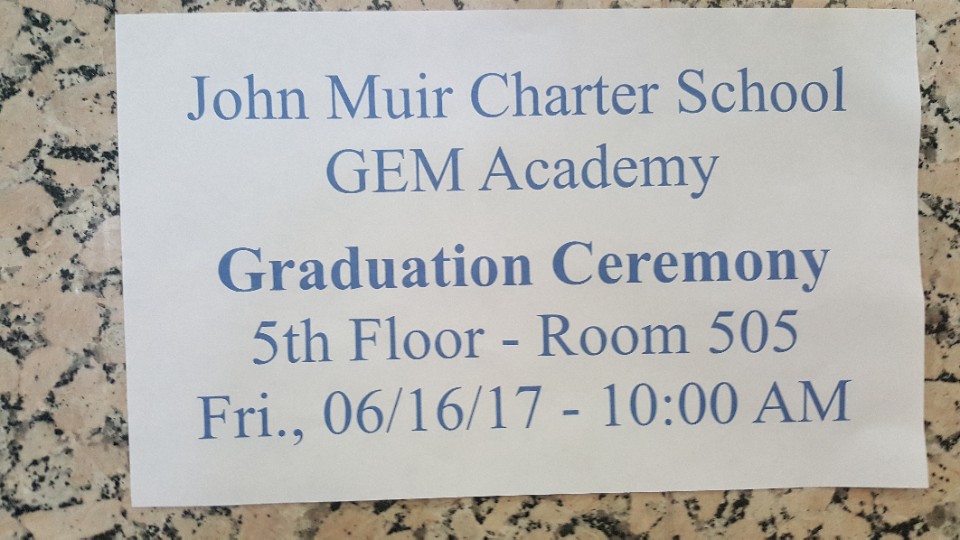 John Muir Charter School
GEM Academy
Graduation Ceremony
5th Floor - Room 505
Fri., 06/16/17 - 10:00 AM